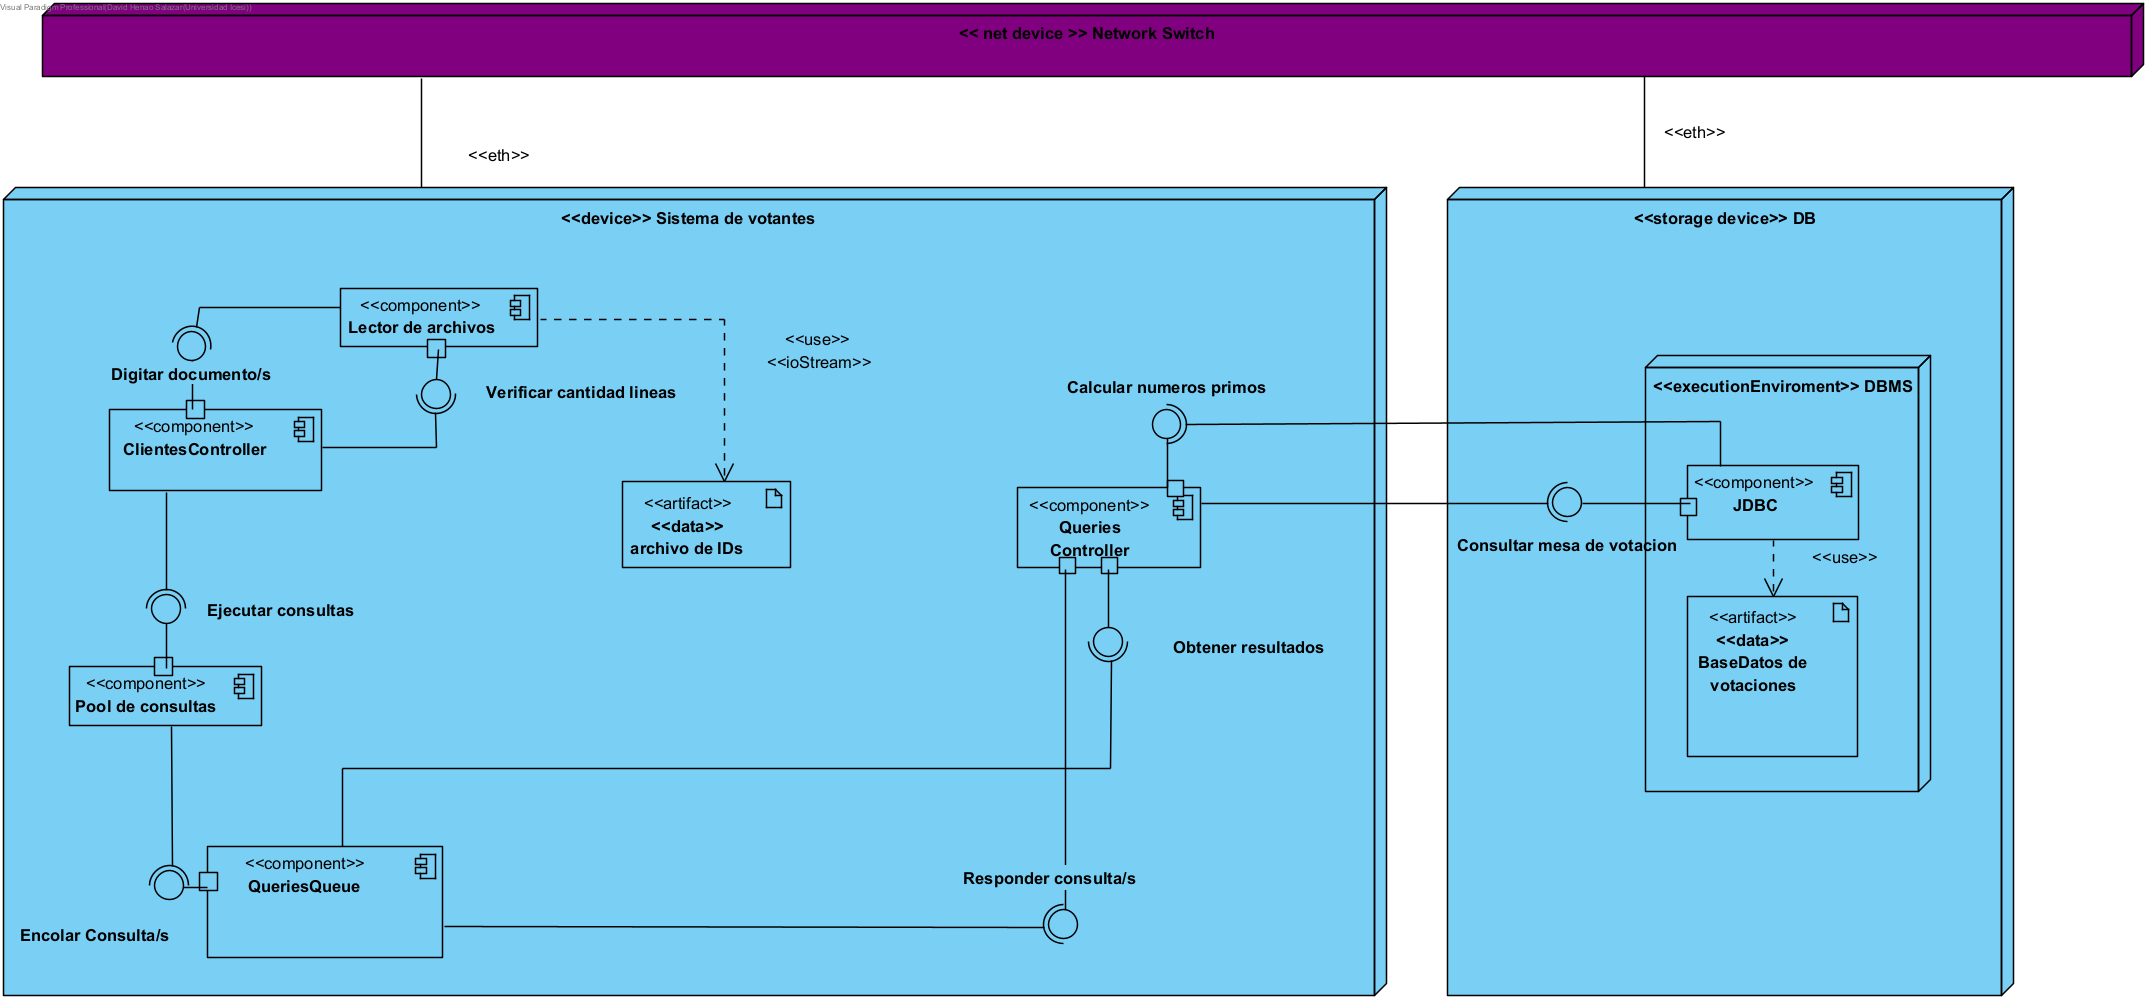 Visual Paradigm Professional(David Henao Salazar(Universidad Icesi))
<< net device >> Network Switch
<<eth>>
<<eth>>
<<device>> Sistema de votantes
<<storage device>> DB
<<component>>
Lector de archivos
<<use>>
<<ioStream>>
Digitar documento/s
Verificar cantidad lineas
<<component>>
ClientesController
<<artifact>>
<<data>>
archivo de IDs
Calcular numeros primos
<<component>>
Queries
Controller
<<executionEnviroment>> DBMS
<<component>>
JDBC
Consultar mesa de votacion
<<use>>
<<artifact>>
<<data>>
BaseDatos de
votaciones
Ejecutar consultas
Obtener resultados
<<component>>
Pool de consultas
<<component>>
QueriesQueue
Responder consulta/s
Encolar Consulta/s